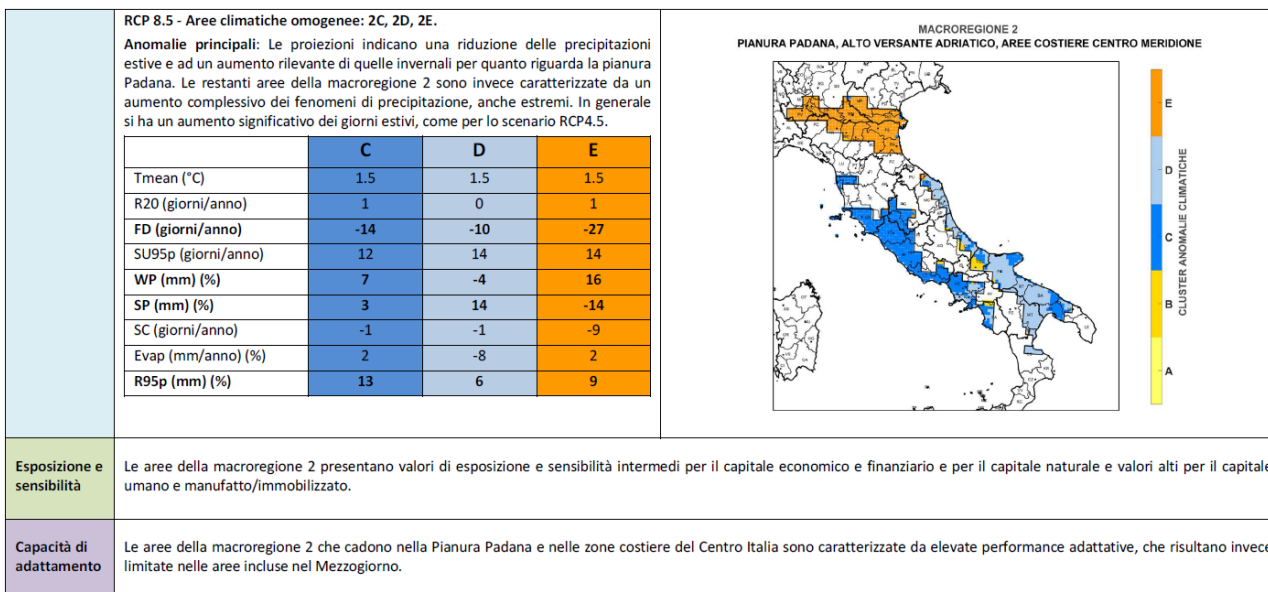 RCP 8.5 - Aree climatiche omogenee: 2C, 2D, 2E.
Anomalie principali: Le proiezioni indicano una riduzione delle precipitazioni
estive e ad un aumento rilevante di quelle invernali per quanto riguarda la pianura
Padana. Le restanti aree della macroregione 2 sono invece caratterizzate da un
aumento complessivo dei fenomeni di precipitazione, anche estremi. In generale
si ha un aumento significativo dei giorni estivi, come per lo scenario RCP4.5.
C D E
Tmean (°C) 1.5 1.5 1.5
R20 (giorni/anno) 1 0 1
FD (giorni/anno) -14 -10 -27
SU95p (giorni/anno) 12 14 14
WP (mm) (%) 7 -4 16
SP (mm) (%) 3 14 -14
SC (giorni/anno) -1 -1 -9
Evap (mm/anno) (%) 2 -8 2
R95p (mm) (%) 13 6 9
MACROREGIONE 2
PIANURA PADANA, ALTO VERSANTE ADRIATICO, AREE COSTIERE CENTRO MERIDIONE
E
D
C
B
A
CLUSTER ANOMALIE CLIMATICHE
Esposizione e
sensibilità
Le aree della macroregione 2 presentano valori di esposizione e sensibilità intermedi per il capitale economico e finanziario e per il capitale naturale e valori alti per il capitale
umano e manufatto/immobilizzato.
Capacità di
adattamento
Le aree della macroregione 2 che cadono nella Pianura Padana e nelle zone costiere del Centro Italia sono caratterizzate da elevate performance adattative, che risultano invece
limitate nelle aree incluse nel Mezzogiorno.